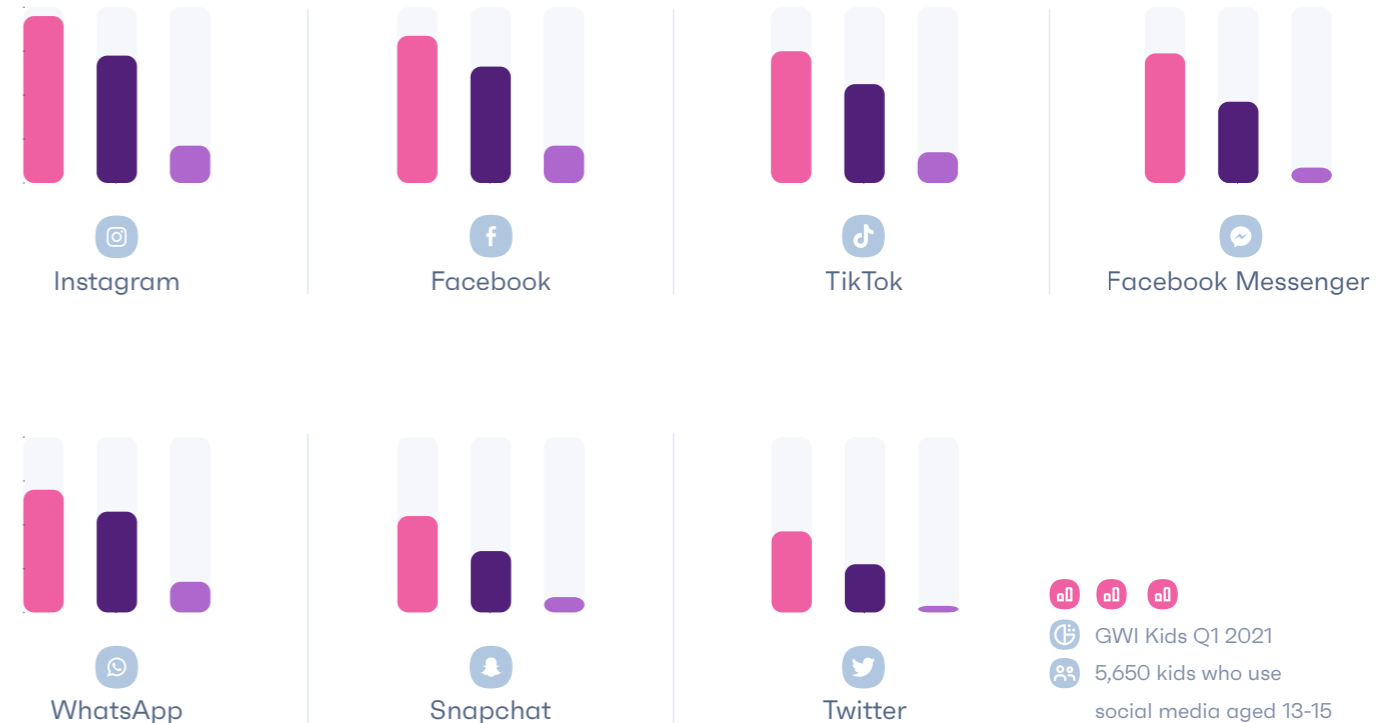 Instagram
Facebook
TikTok
Facebook Messenger
WhatsApp
Snapchat
Twitter
GWI Kids Q1 2021
5,650 kids who use
social media aged 13-15